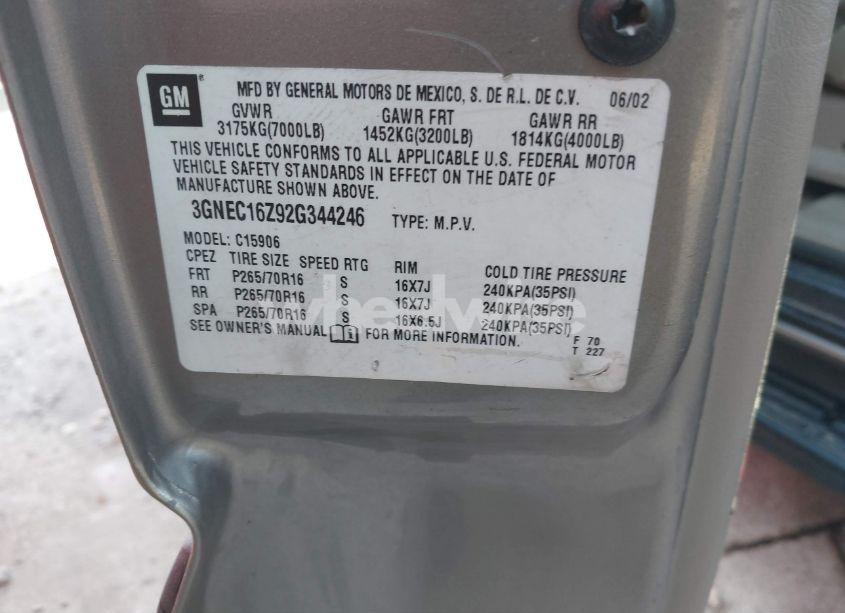 GM ®
MFD BY GENERAL MOTORS DE MEXICO, S. DE R.L. DE C.V. 06/02
GVWR GAWR FRT GAWR RR
3175KG(7000LB) 1452KG(3200LB) 1814KG(4000LB)
THIS VEHICLE CONFORMS TO ALL APPLICABLE U.S. FEDERAL MOTOR
VEHICLE SAFETY STANDARDS IN EFFECT ON THE DATE OF
MANUFACTURE SHOWN ABOVE.
3GNEC16Z92G344246 TYPE: M.P.V.
MODEL: C15906
CPEZ TIRE SIZE SPEED RTG RIM COLD TIRE PRESSURE
FRT P265/70R16 S 16X7J 240KPA(35PSI)
RR P265/70R16 S 16X7J 240KPA(35PSI)
SPA P265/70R16 S 16X6.5J 240KPA(35PSI)
SEE OWNER'S MANUAL FOR MORE INFORMATION.
F 70
T 227